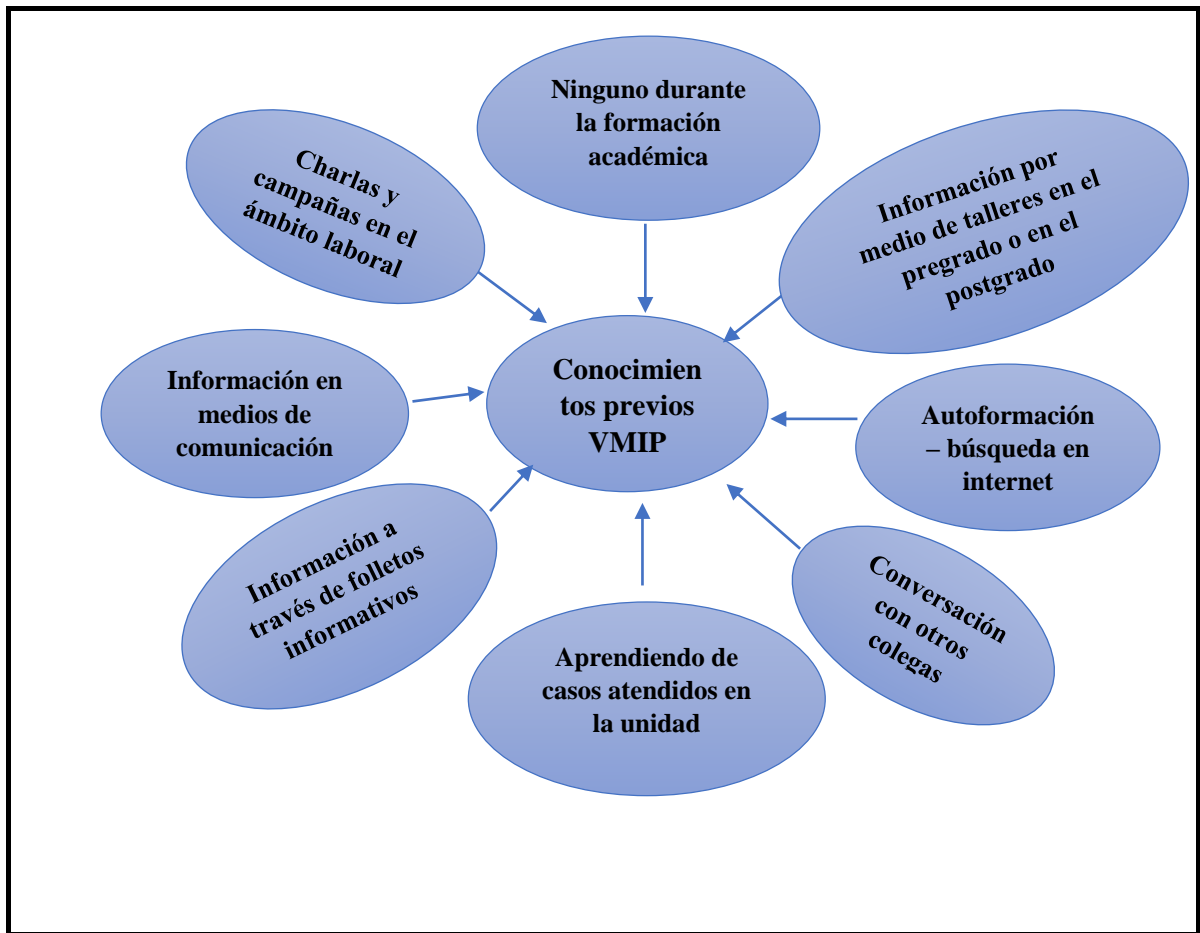 Ninguno durante
la formación
académica
Charlas y
campañas en el
ámbito laboral
Información por
medio de talleres en el
pregrado o en el
postgrado
Información en
medios de
comunicación
Conocimien
tos previos
VMIP
Autoformación
– búsqueda en
internet
Información a
través de folletos
informativos
Aprendiendo de
casos atendidos en
la unidad
Conversación
con otros
colegas